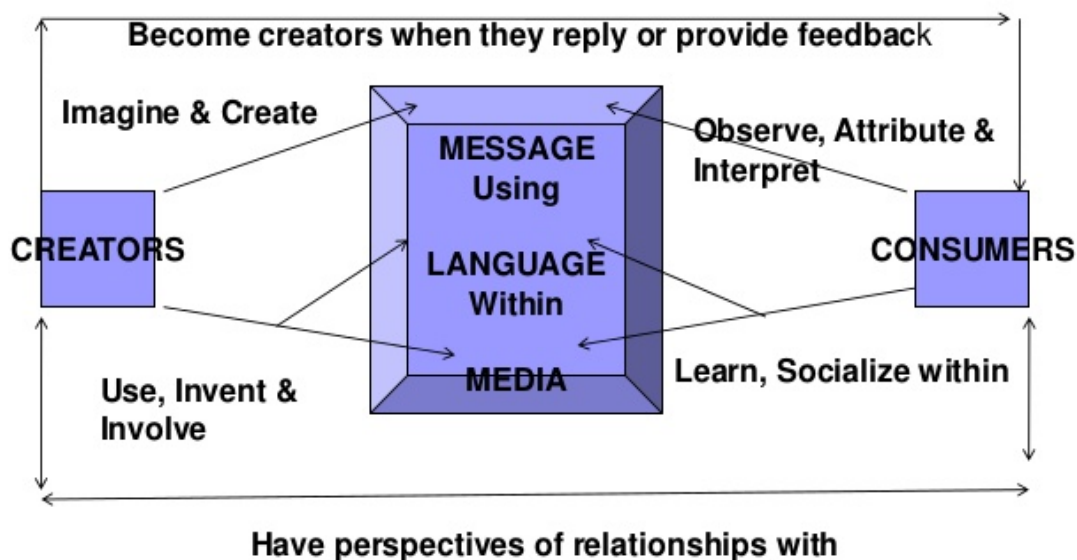 Become creators when they reply or provide feedback
Imagine & Create
Observe, Attribute &
Interpret
MESSAGE
Using
CREATORS
CONSUMERS
LANGUAGE
Within
MEDIA
Use, Invent &
Involve
Learn, Socialize within
Have perspectives of relationships with